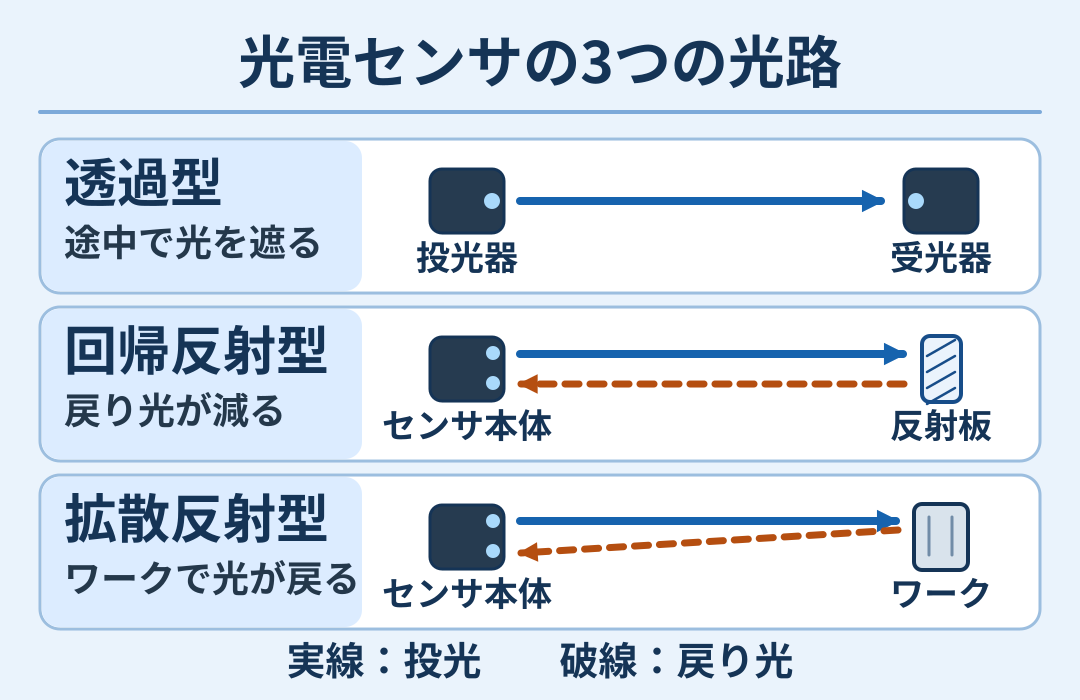 光電センサの3つの光路
透過型
途中で光を遮る
投光器
受光器
回帰反射型
戻り光が減る
センサ本体
反射板
拡散反射型
ワークで光が戻る
センサ本体
ワーク
実線：投光
破線：戻り光